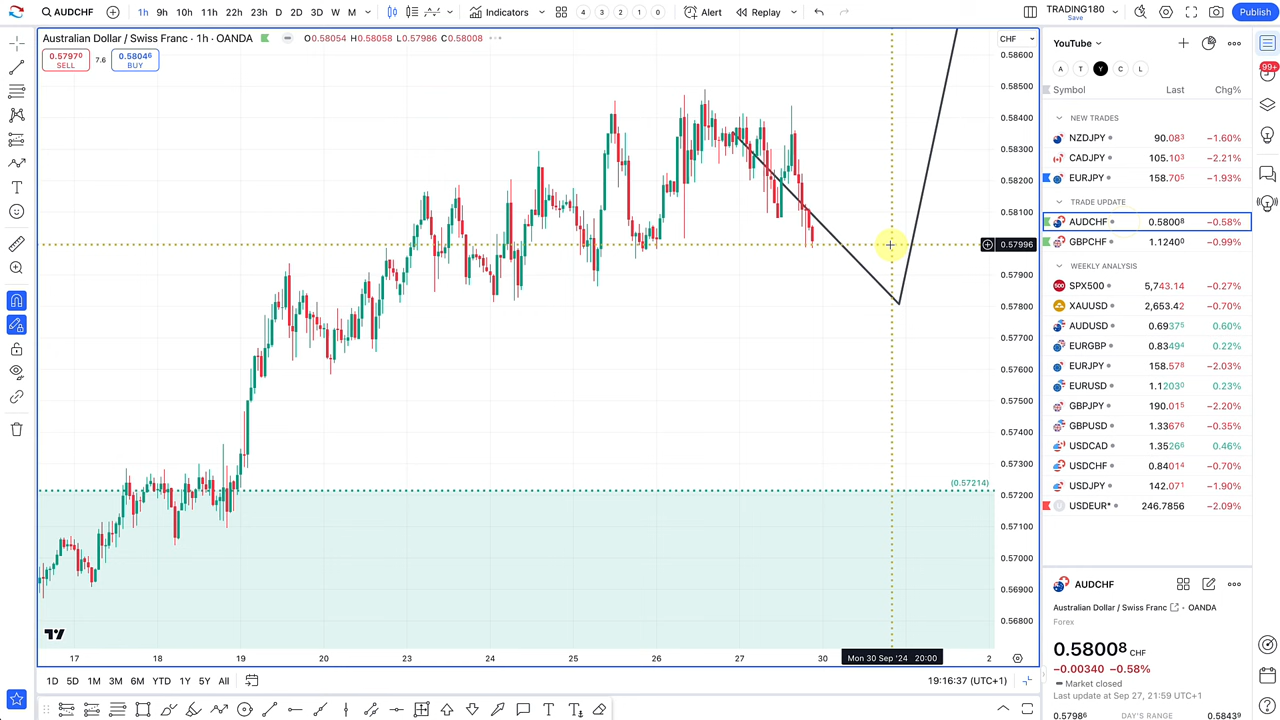 AUDCHF
1h 9h 10h 11h 22h 23h D 2D 3D W M
Indicators
4 3 2 1 0
Alert
Replay
TRADING180
Save
Publish
Australian Dollar / Swiss Franc · 1h · OANDA
O0.58054 H0.58058 L0.57986 C0.58008
0.57970
SELL
7.6
0.58046
BUY
CHF
0.58600
0.58500
0.58400
0.58300
0.58200
0.58100
0.57996
0.57900
0.57800
0.57700
0.57600
0.57500
0.57400
0.57300
0.57200
0.57100
0.57000
0.56900
0.56800
(0.57214)
17 18 19 20 23 24 25 26 27 30 Mon 30 Sep '24 20:00 2
1D 5D 1M 3M 6M YTD 1Y 5Y All
19:16:37 (UTC+1)
YouTube
A T Y C L
Symbol Last Chg%
NEW TRADES
NZDJPY 90.083 −1.60%
CADJPY 105.103 −2.21%
EURJPY 158.705 −1.93%
TRADE UPDATE
AUDCHF 0.58008 −0.58%
GBPCHF 1.12400 −0.99%
WEEKLY ANALYSIS
SPX500 5,743.14 −0.27%
XAUUSD 2,653.42 −0.70%
AUDUSD 0.69375 0.60%
EURGBP 0.83494 0.22%
EURJPY 158.578 −2.03%
EURUSD 1.12030 0.23%
GBPJPY 190.015 −2.20%
GBPUSD 1.33676 −0.35%
USDCAD 1.35266 0.46%
USDCHF 0.84014 −0.70%
USDJPY 142.071 −1.90%
USDEUR* 246.7856 −2.09%
AUDCHF
Australian Dollar / Swiss Franc · OANDA
Forex
0.58008 CHF
−0.00340 −0.58%
Market closed
Last update at Sep 27, 21:59 UTC+1
0.57986 DAY'S RANGE 0.58439
99+